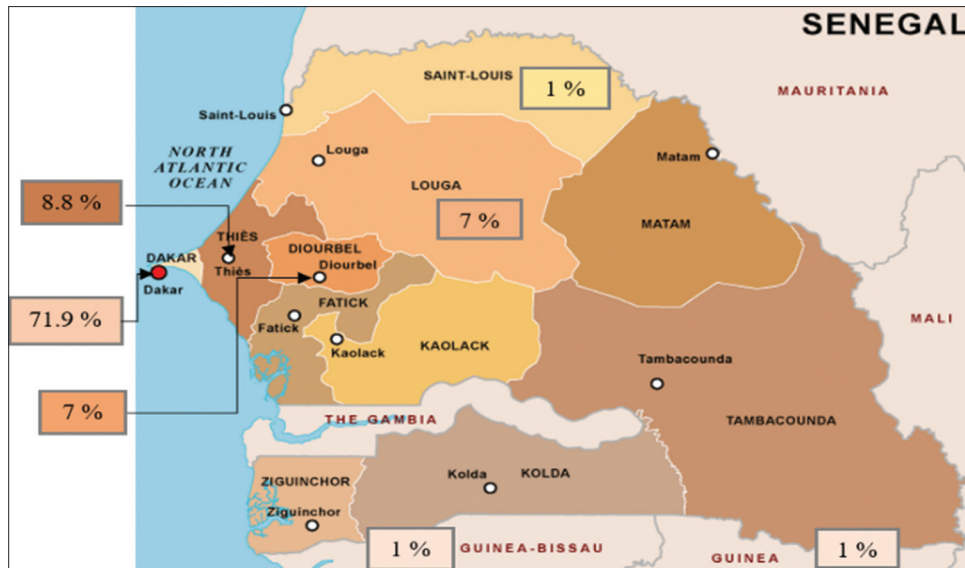 SENEGAL
SAINT-LOUIS
1 %
MAURITANIA
Saint-Louis
NORTH
ATLANTIC
OCEAN
Louga
Matam
LOUGA
8.8 %
7 %
MATAM
THIÈS
DIOURBEL
DAKAR
Thiès
Diourbel
Dakar
FATICK
71.9 %
Fatick
MALI
Kaolack
KAOLACK
Tambacounda
7 %
THE GAMBIA
TAMBACOUNDA
ZIGUINCHOR
Kolda
KOLDA
Ziguinchor
1 %
GUINEA-BISSAU
GUINEA
1 %